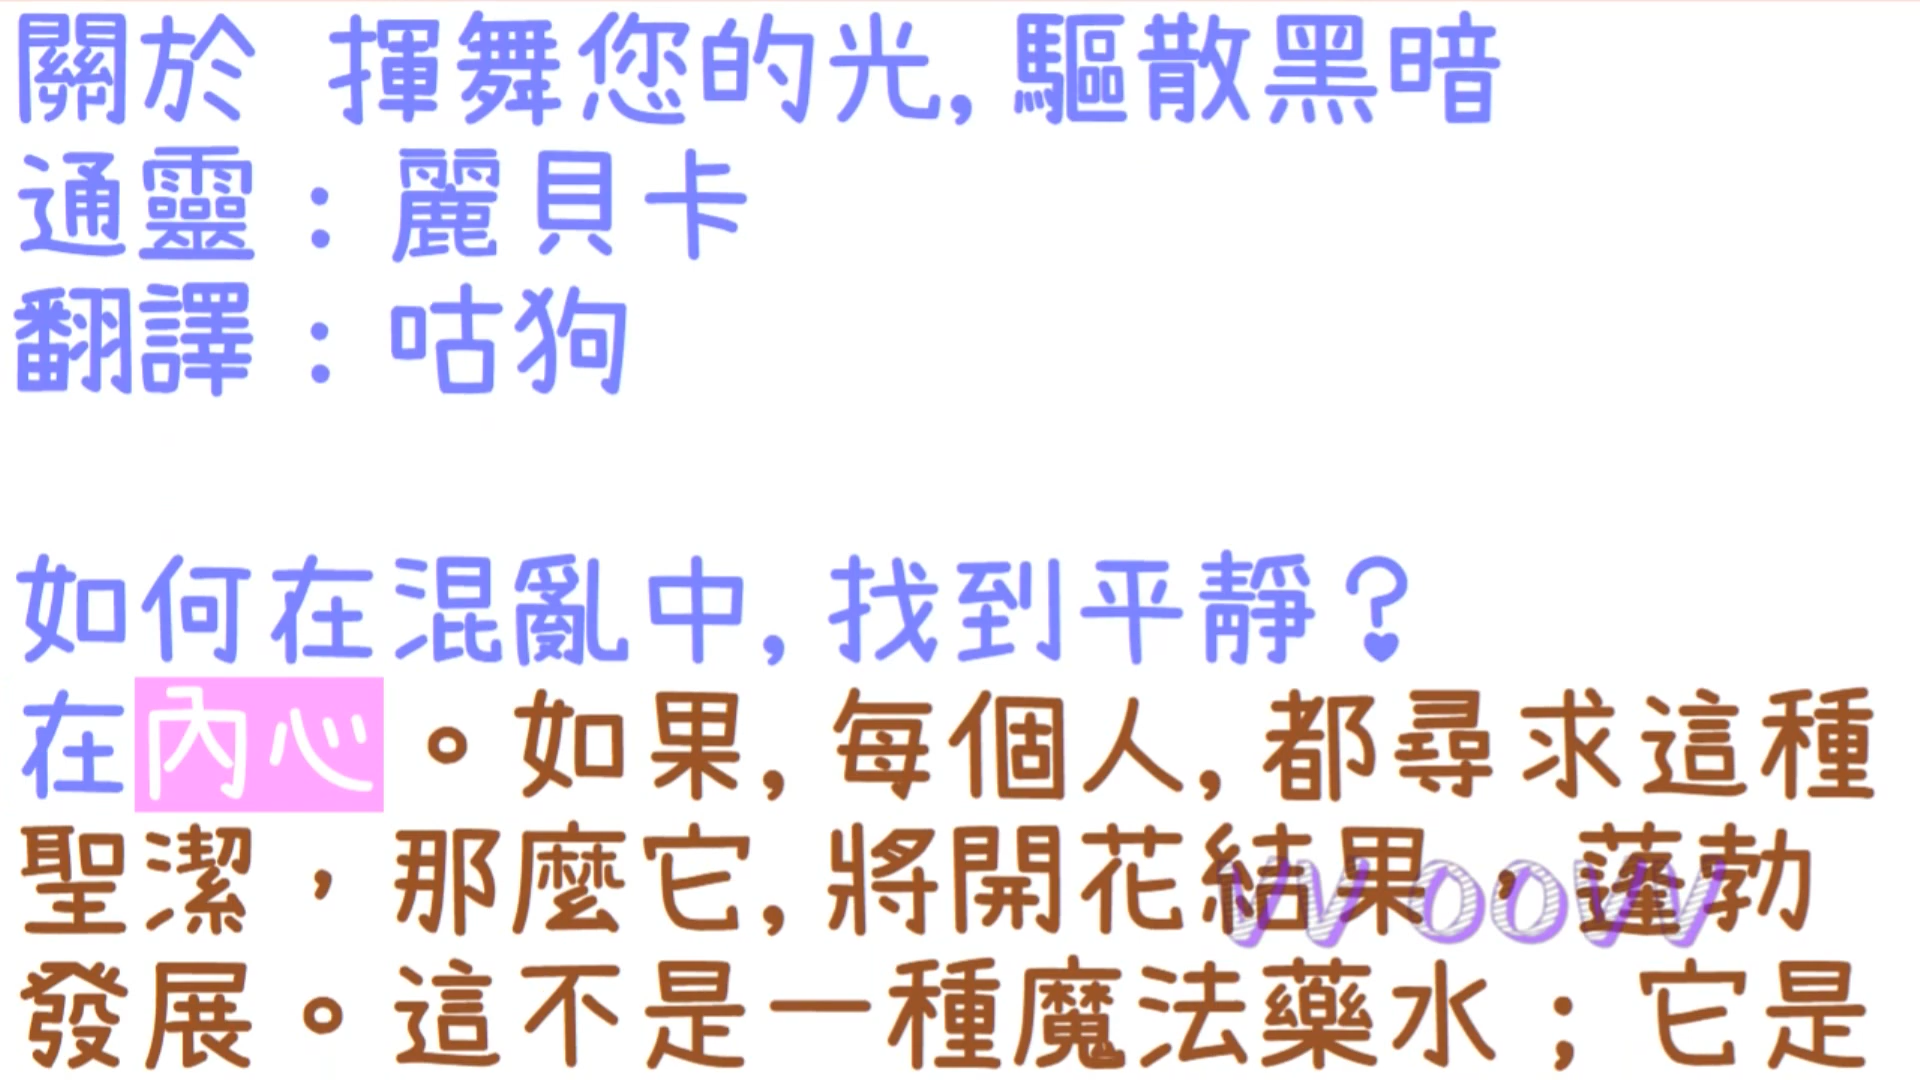 關於 揮舞您的光,驅散黑暗
通靈：麗貝卡
翻譯：咕狗
如何在混亂中,找到平靜？
在內心。如果,每個人,都尋求這種
聖潔，那麼它,將開花結果，蓬勃
發展。這不是一種魔法藥水；它是
WooW